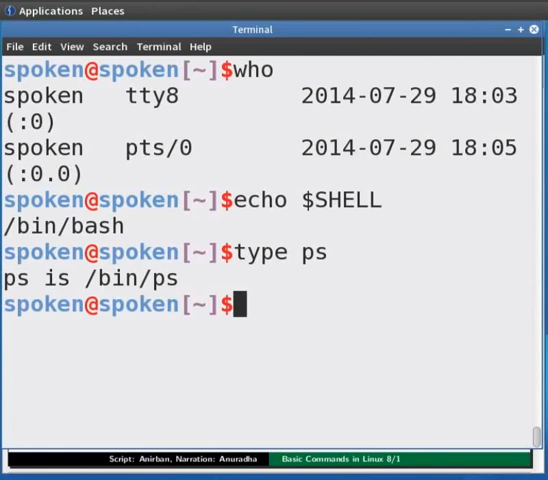 Applications Places
Terminal
File Edit View Search Terminal Help
spoken@spoken[~]$who
spoken tty8 2014-07-29 18:03
(:0)
spoken pts/0 2014-07-29 18:05
(:0.0)
spoken@spoken[~]$echo $SHELL
/bin/bash
spoken@spoken[~]$type ps
ps is /bin/ps
spoken@spoken[~]$
Script: Anirban, Narration: Anuradha Basic Commands in Linux 8/1